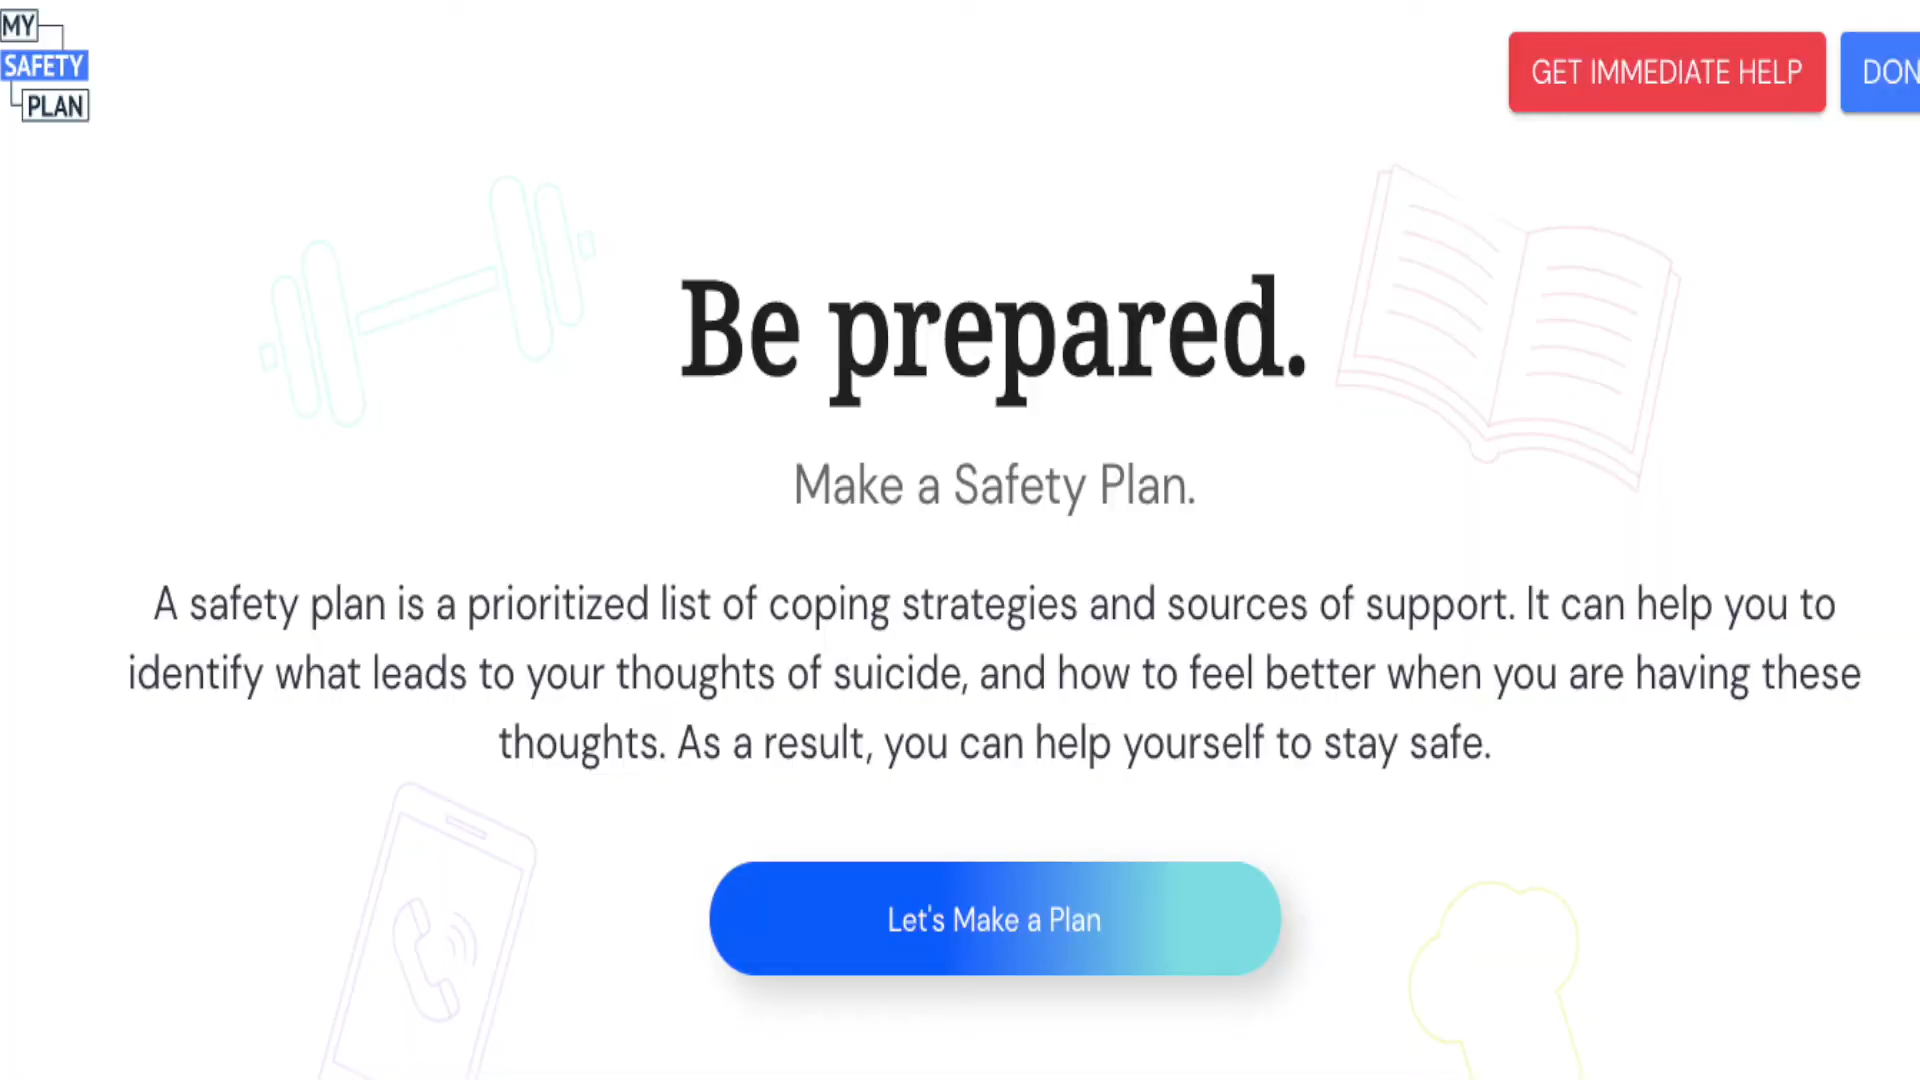 MY
SAFETY
PLAN
GET IMMEDIATE HELP
DON
Be prepared.
Make a Safety Plan.
A safety plan is a prioritized list of coping strategies and sources of support. It can help you to
identify what leads to your thoughts of suicide, and how to feel better when you are having these
thoughts. As a result, you can help yourself to stay safe.
Let's Make a Plan